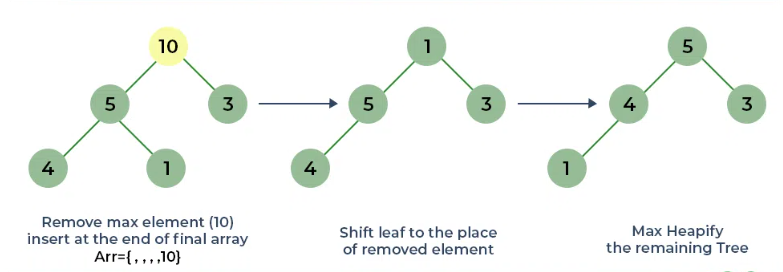 10
5
3
4
1
Remove max element (10)
insert at the end of final array
Arr={ , , , ,10}
1
5
3
4
Shift leaf to the place
of removed element
5
4
3
1
Max Heapify
the remaining Tree